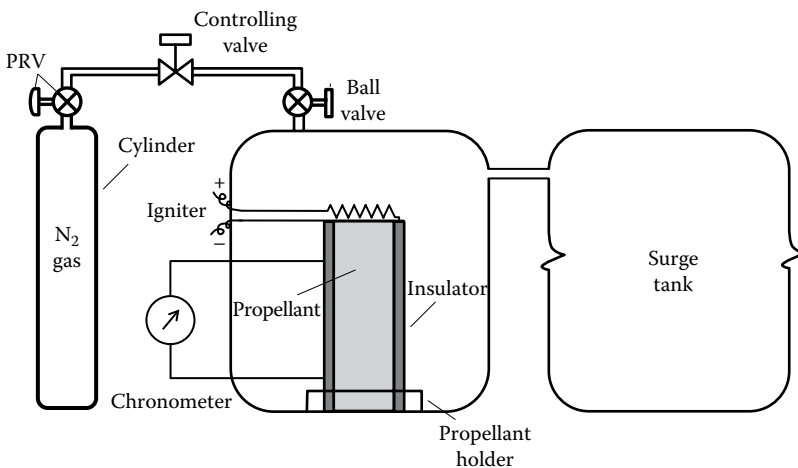 Controlling
valve
PRV
Ball
valve
Cylinder
+
Igniter
−
N₂
gas
Propellant
Insulator
Surge
tank
Chronometer
Propellant
holder